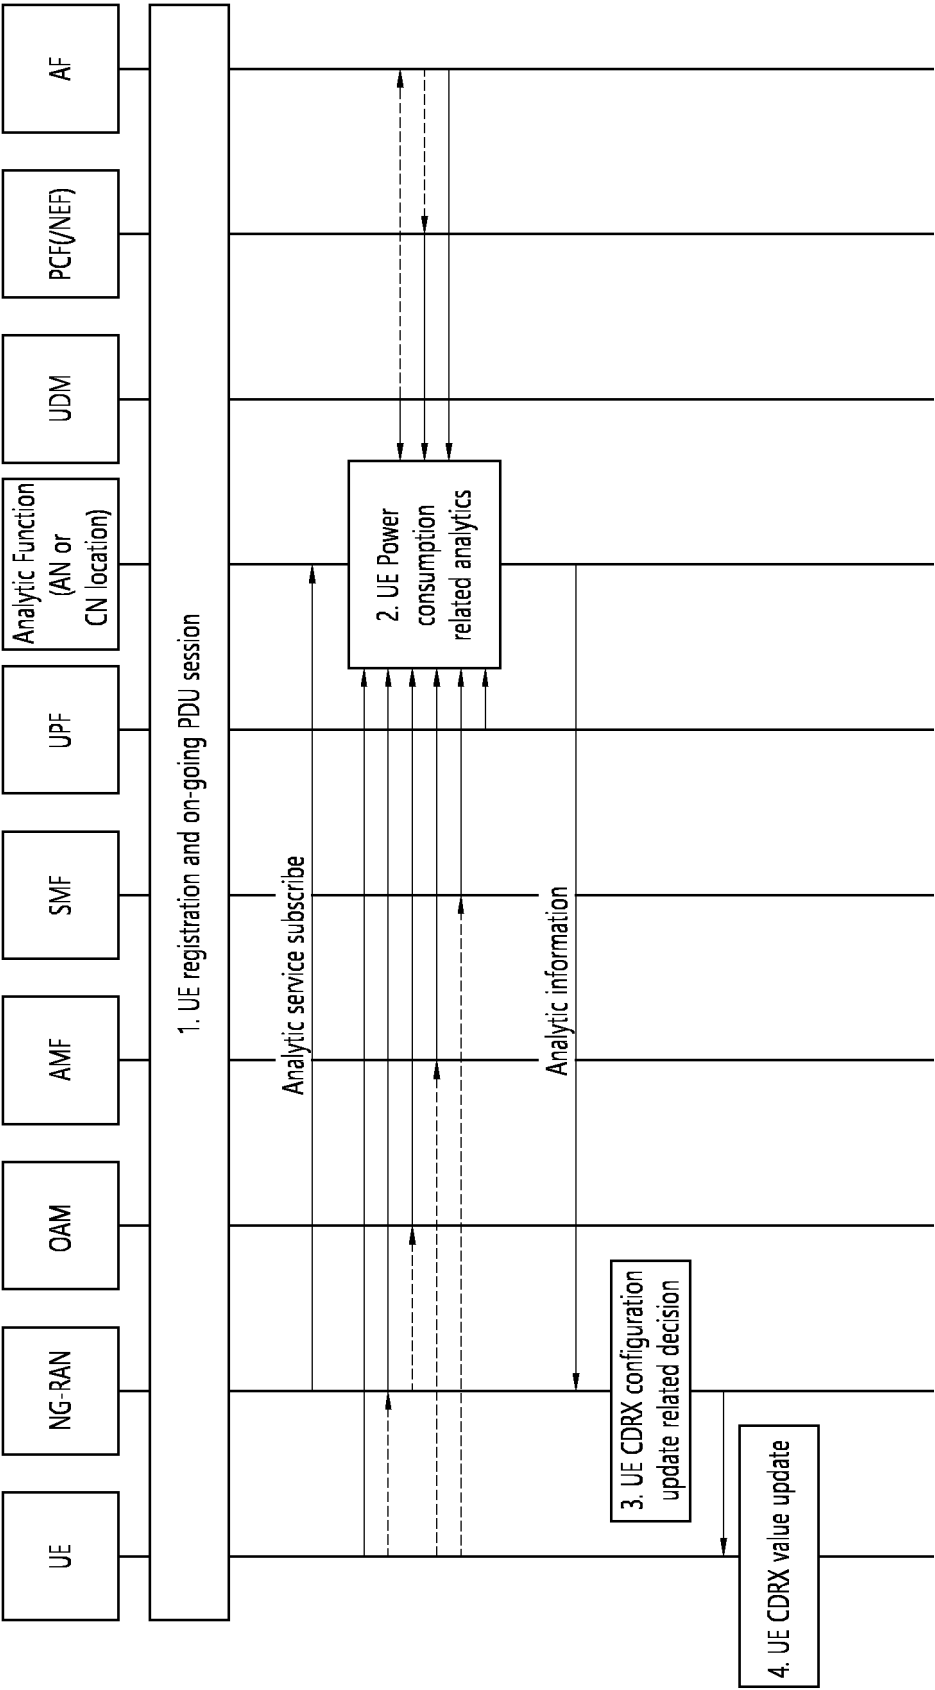 UE
NG-RAN
OAM
AMF
SMF
UPF
Analytic Function
(AN or
CN location)
UDM
PCF(/NEF)
AF
1. UE registration and on-going PDU session
Analytic service subscribe
2. UE Power
consumption
related analytics
Analytic information
3. UE CDRX configuration
update related decision
4. UE CDRX value update